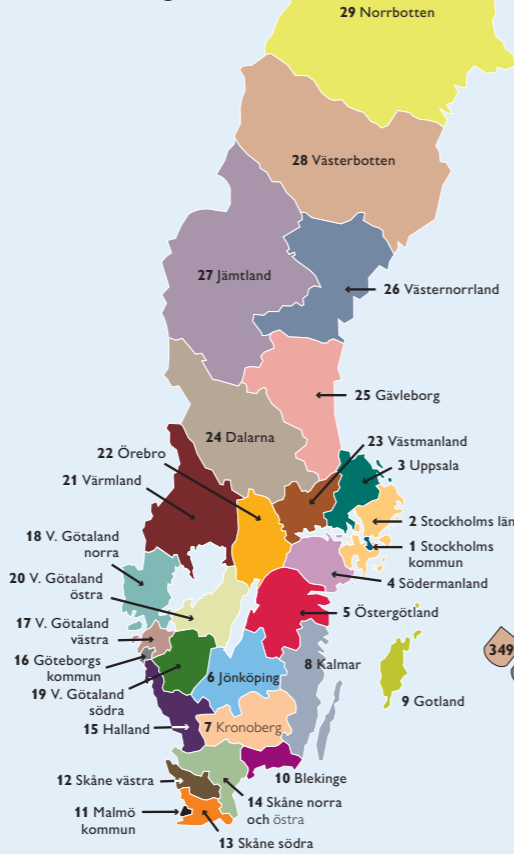 29 Norrbotten
28 Västerbotten
27 Jämtland
26 Västernorrland
25 Gävleborg
24 Dalarna
23 Västmanland
22 Örebro
3 Uppsala
21 Värmland
2 Stockholms län
18 V. Götaland
norra
1 Stockholms
kommun
20 V. Götaland
östra
4 Södermanland
17 V. Götaland
västra
5 Östergötland
16 Göteborgs
kommun
8 Kalmar
349
6 Jönköping
19 V. Götaland
södra
9 Gotland
15 Halland
7 Kronoberg
12 Skåne västra
10 Blekinge
14 Skåne norra
och östra
11 Malmö
kommun
13 Skåne södra